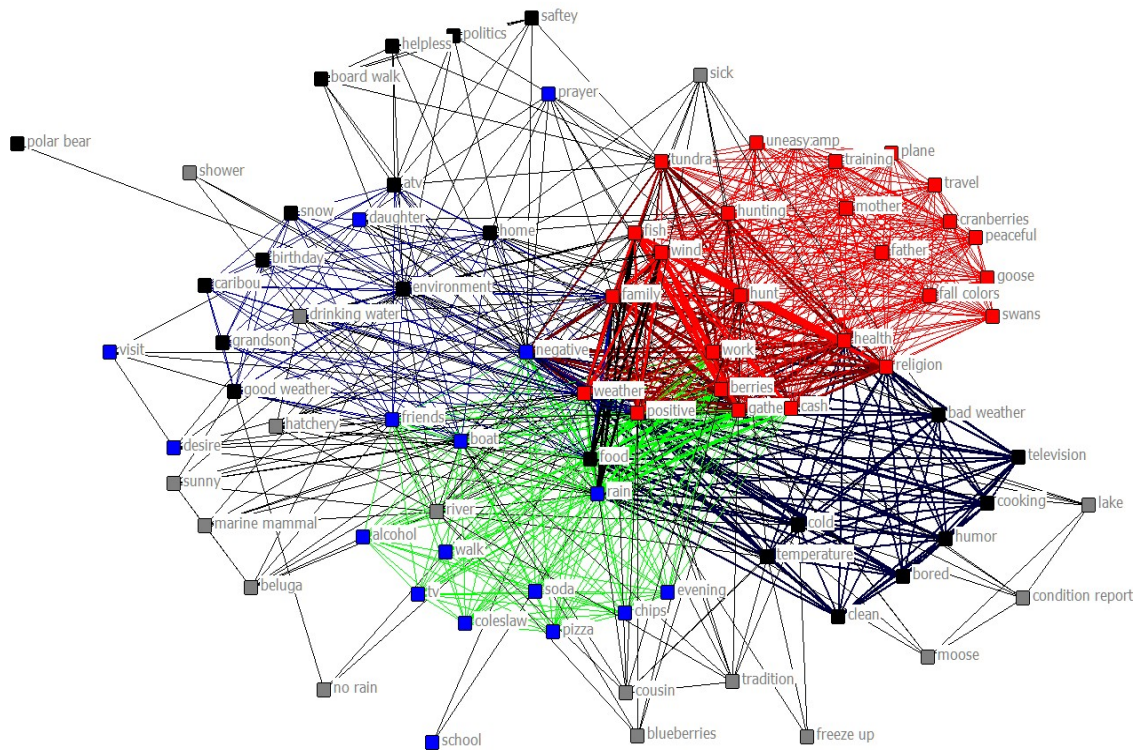 saftey
politics
helpless
board walk
sick
prayer
polar bear
uneasy
amp
plane
tundra
training
shower
atv
travel
mother
snow
daughter
hunting
cranberries
home
fish
peaceful
wind
father
birthday
goose
caribou
environment
family
hunt
fall colors
drinking water
swans
grandson
health
visit
negative
work
religion
good weather
weather
berries
friends
positive
gathe
cash
bad weather
hatchery
boat
desire
food
television
sunny
rain
cooking
lake
river
marine mammal
cold
alcohol
humor
walk
temperature
bored
beluga
tv
soda
evening
condition report
chips
clean
coleslaw
pizza
moose
no rain
cousin
tradition
school
blueberries
freeze up